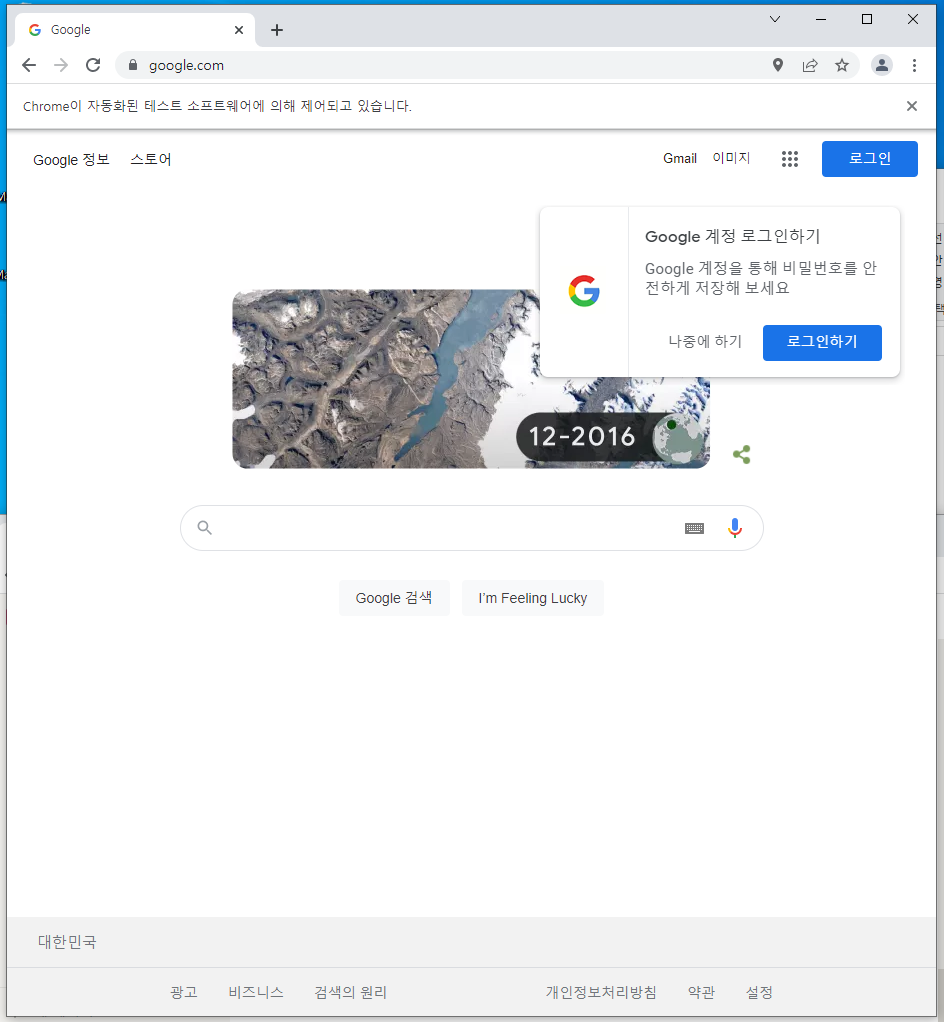 Google
google.com
Chrome이 자동화된 테스트 소프트웨어에 의해 제어되고 있습니다.
Google 정보
스토어
Gmail
이미지
로그인
Google 계정 로그인하기
Google 계정을 통해 비밀번호를 안
전하게 저장해 보세요
나중에 하기
로그인하기
12-2016
Google 검색
I'm Feeling Lucky
대한민국
광고
비즈니스
검색의 원리
개인정보처리방침
약관
설정